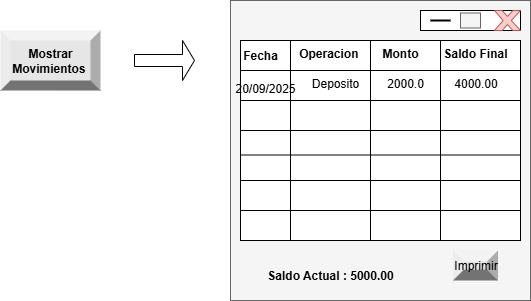 Mostrar
Movimientos
Fecha Operacion Monto Saldo Final
20/09/2025 Deposito 2000.0 4000.00
Imprimir
Saldo Actual : 5000.00